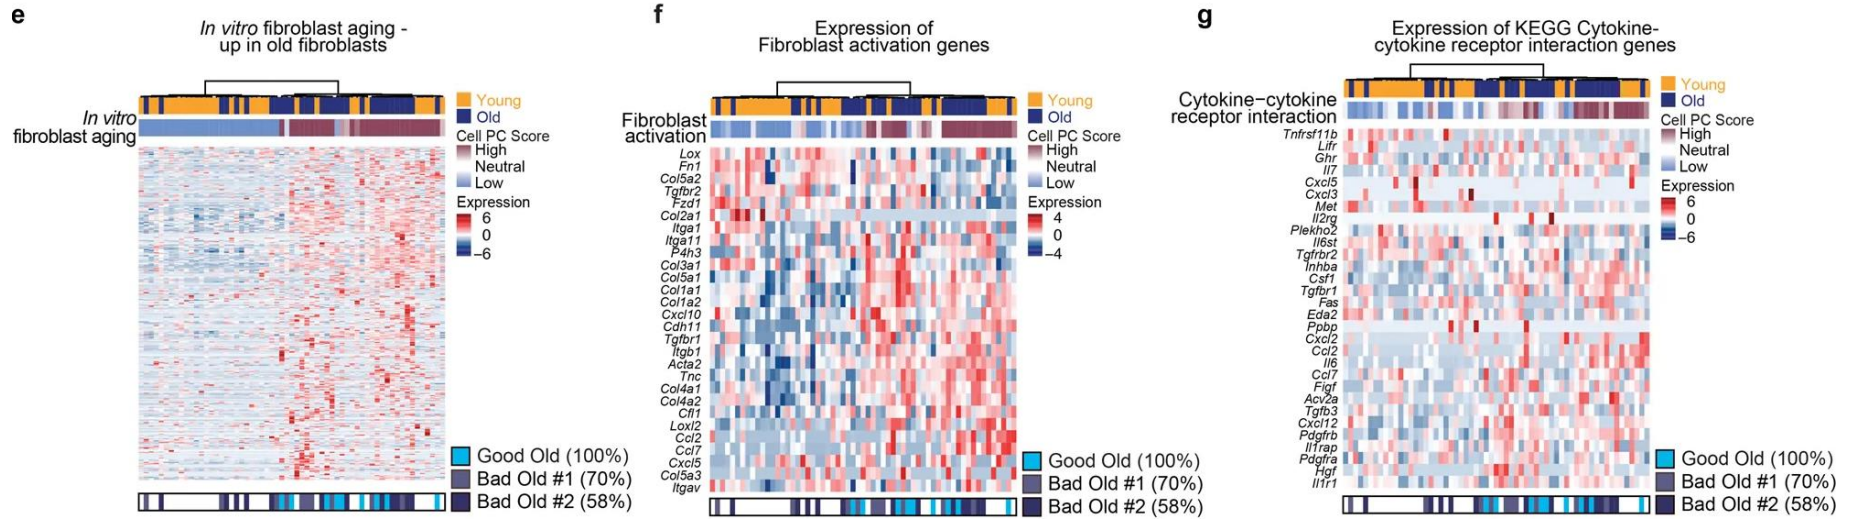 e
In vitro fibroblast aging -
up in old fibroblasts
In vitro
fibroblast aging
Young
Old
Cell PC Score
High
Neutral
Low
Expression
6
0
−6
Good Old (100%)
Bad Old #1 (70%)
Bad Old #2 (58%)
f
Expression of
Fibroblast activation genes
Fibroblast
activation
Lox
Fn1
Col5a2
Tgfbr2
Fzd1
Col2a1
Itga1
Itga11
P4h3
Col3a1
Col5a1
Col1a1
Col1a2
Cxcl10
Cdh11
Tgfbr1
Itgb1
Acta2
Tnc
Col4a1
Col4a2
Cfl1
Loxl2
Ccl2
Ccl7
Cxcl5
Col5a3
Itgav
Young
Old
Cell PC Score
High
Neutral
Low
Expression
4
0
−4
Good Old (100%)
Bad Old #1 (70%)
Bad Old #2 (58%)
g
Expression of KEGG Cytokine-
cytokine receptor interaction genes
Cytokine−cytokine
receptor interaction
Tnfrsf11b
Lifr
Ghr
Il7
Cxcl5
Cxcl3
Met
Il2rg
Plekho2
Il6st
Tgfrbr2
Inhba
Csf1
Tgfbr1
Fas
Eda2
Ppbp
Cxcl2
Ccl2
Il6
Ccl7
Figf
Acv2a
Tgfb3
Cxcl12
Pdgfrb
Il1rap
Pdgfra
Hgf
Il1r1
Young
Old
Cell PC Score
High
Neutral
Low
Expression
6
0
−6
Good Old (100%)
Bad Old #1 (70%)
Bad Old #2 (58%)